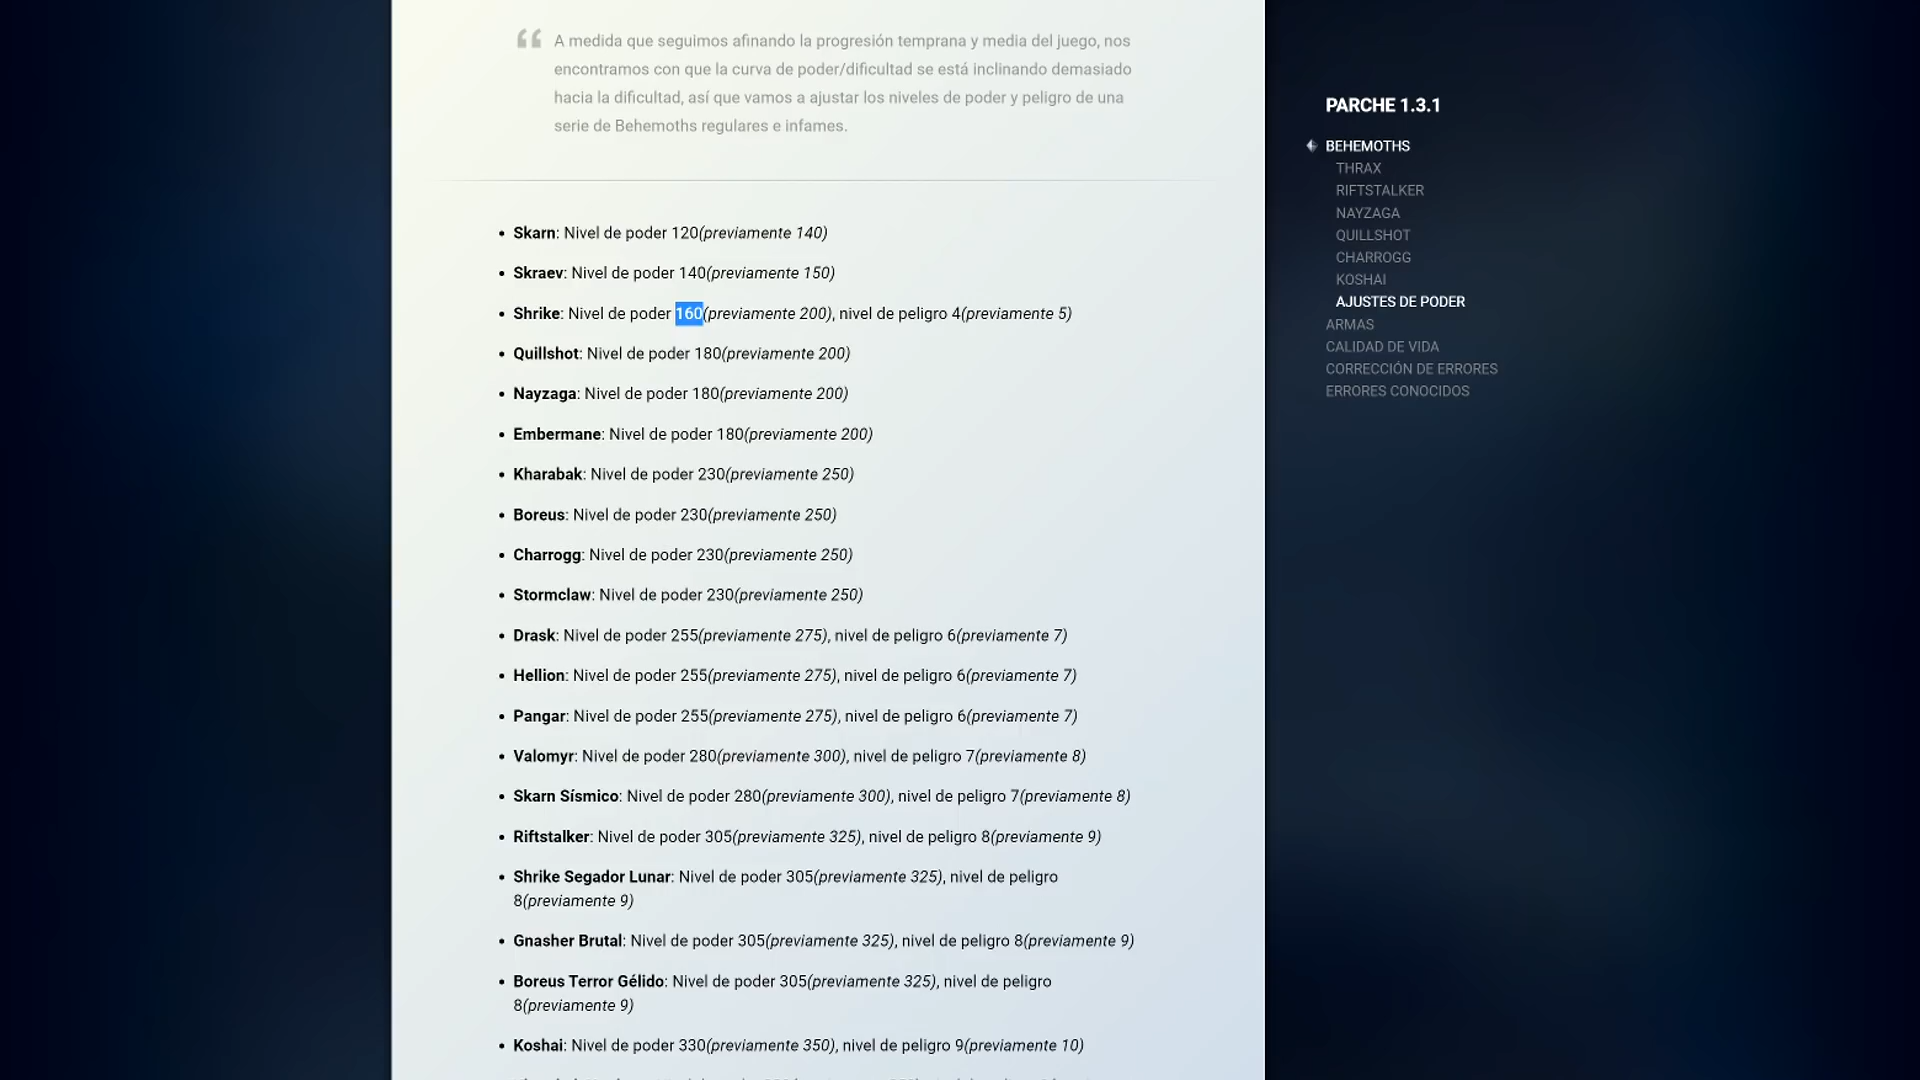 A medida que seguimos afinando la progresión temprana y media del juego, nos
encontramos con que la curva de poder/dificultad se está inclinando demasiado
hacia la dificultad, así que vamos a ajustar los niveles de poder y peligro de una
serie de Behemoths regulares e infames.
• Skarn: Nivel de poder 120(previamente 140)
• Skraev: Nivel de poder 140(previamente 150)
• Shrike: Nivel de poder 160(previamente 200), nivel de peligro 4(previamente 5)
• Quillshot: Nivel de poder 180(previamente 200)
• Nayzaga: Nivel de poder 180(previamente 200)
• Embermane: Nivel de poder 180(previamente 200)
• Kharabak: Nivel de poder 230(previamente 250)
• Boreus: Nivel de poder 230(previamente 250)
• Charrogg: Nivel de poder 230(previamente 250)
• Stormclaw: Nivel de poder 230(previamente 250)
• Drask: Nivel de poder 255(previamente 275), nivel de peligro 6(previamente 7)
• Hellion: Nivel de poder 255(previamente 275), nivel de peligro 6(previamente 7)
• Pangar: Nivel de poder 255(previamente 275), nivel de peligro 6(previamente 7)
• Valomyr: Nivel de poder 280(previamente 300), nivel de peligro 7(previamente 8)
• Skarn Sísmico: Nivel de poder 280(previamente 300), nivel de peligro 7(previamente 8)
• Riftstalker: Nivel de poder 305(previamente 325), nivel de peligro 8(previamente 9)
• Shrike Segador Lunar: Nivel de poder 305(previamente 325), nivel de peligro
8(previamente 9)
• Gnasher Brutal: Nivel de poder 305(previamente 325), nivel de peligro 8(previamente 9)
• Boreus Terror Gélido: Nivel de poder 305(previamente 325), nivel de peligro
8(previamente 9)
• Koshai: Nivel de poder 330(previamente 350), nivel de peligro 9(previamente 10)
PARCHE 1.3.1
BEHEMOTHS
THRAX
RIFTSTALKER
NAYZAGA
QUILLSHOT
CHARROGG
KOSHAI
AJUSTES DE PODER
ARMAS
CALIDAD DE VIDA
CORRECCIÓN DE ERRORES
ERRORES CONOCIDOS